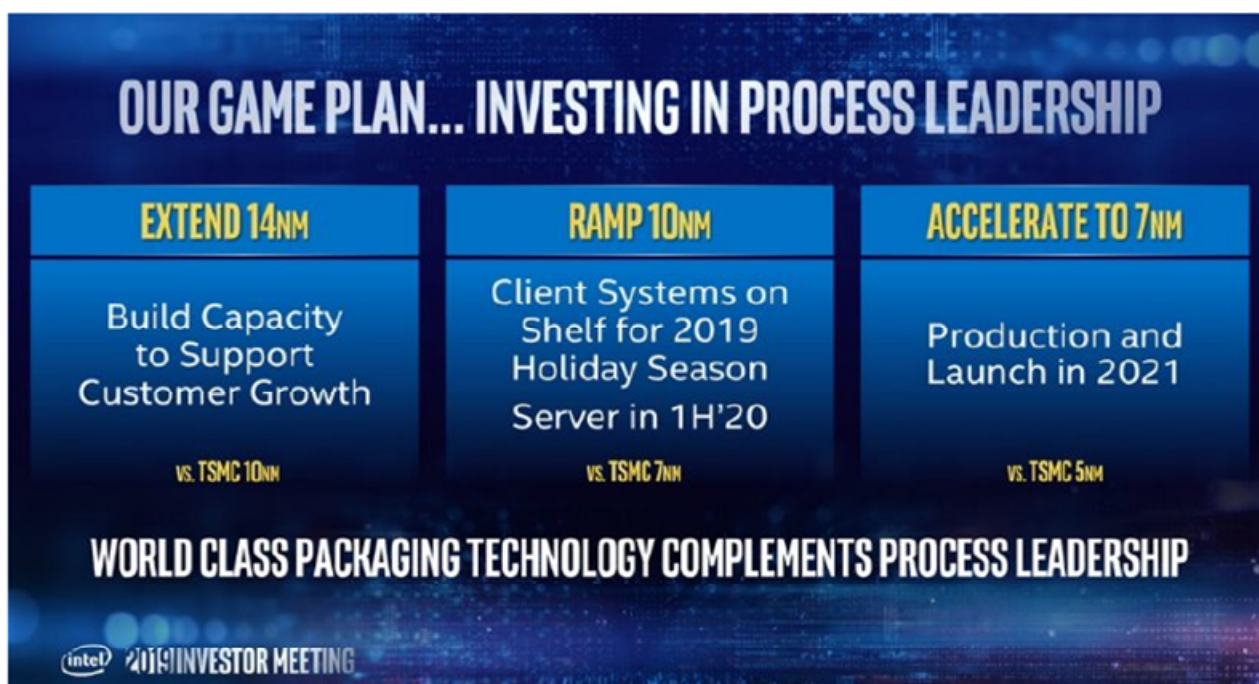 OUR GAME PLAN... INVESTING IN PROCESS LEADERSHIP
EXTEND 14NM
Build Capacity
to Support
Customer Growth
VS. TSMC 10NM
RAMP 10NM
Client Systems on
Shelf for 2019
Holiday Season
Server in 1H'20
VS. TSMC 7NM
ACCELERATE TO 7NM
Production and
Launch in 2021
VS. TSMC 5NM
WORLD CLASS PACKAGING TECHNOLOGY COMPLEMENTS PROCESS LEADERSHIP
intel 2019 INVESTOR MEETING